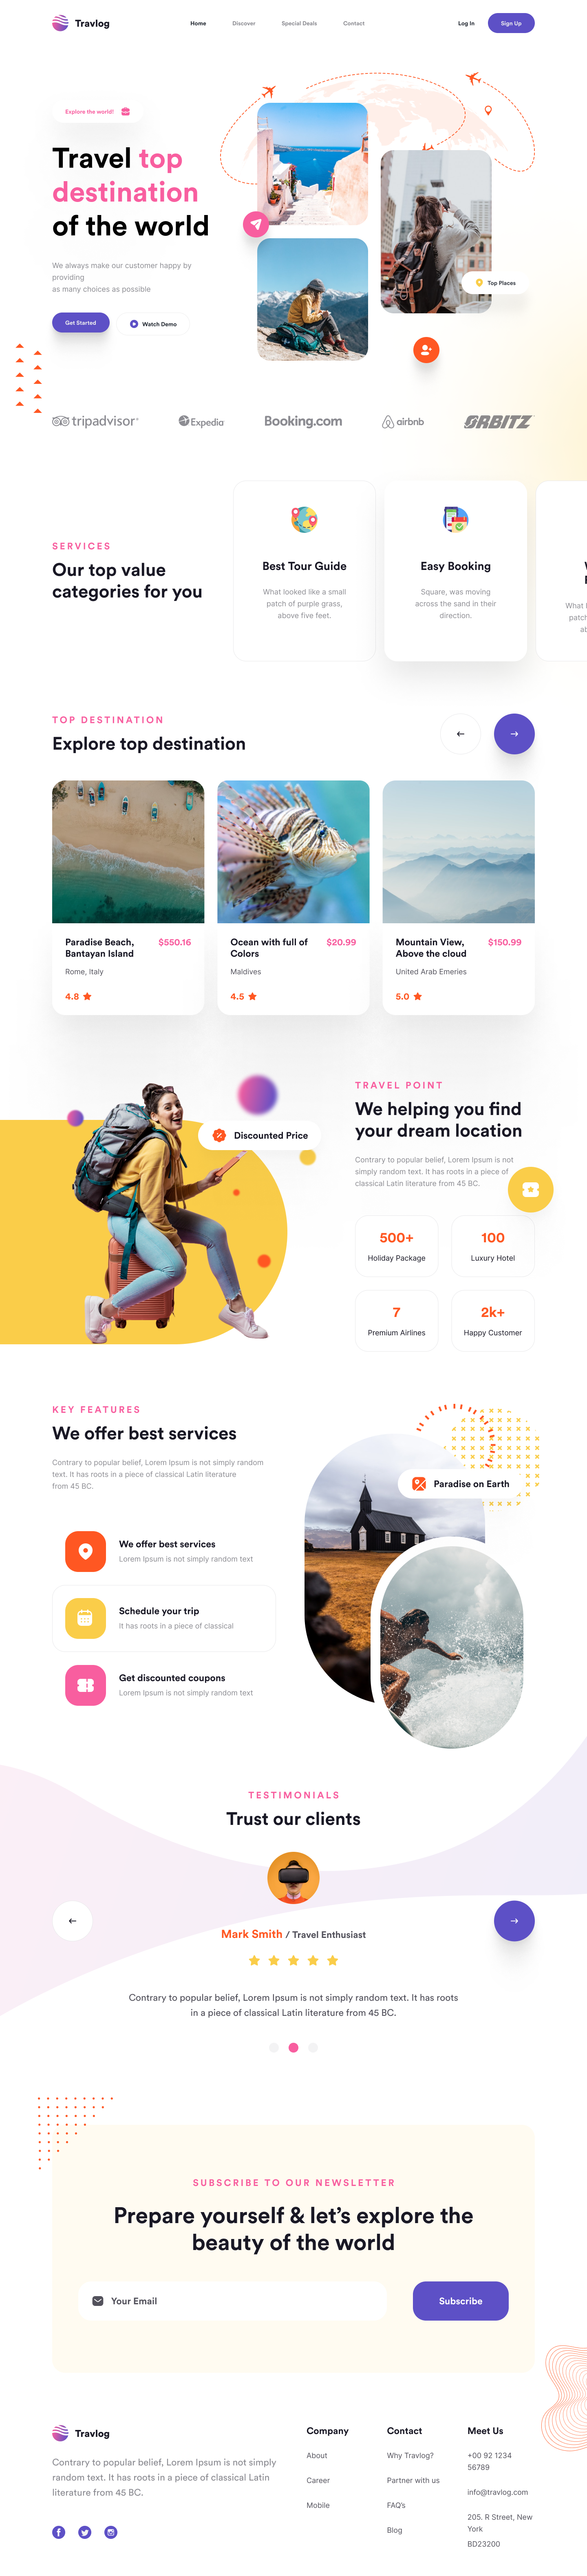 Travlog
Home
Discover
Special Deals
Contact
Log In
Sign Up
Explore the world!
Travel top
destination
of the world
We always make our customer happy by
providing
as many choices as possible
Get Started
Watch Demo
Top Places
tripadvisor
Expedia
Booking.com
airbnb
ORBITZ
SERVICES
Our top value
categories for you
Best Tour Guide
What looked like a small
patch of purple grass,
above five feet.
Easy Booking
Square, was moving
across the sand in their
direction.
TOP DESTINATION
Explore top destination
Paradise Beach,
Bantayan Island
$550.16
Rome, Italy
4.8
Ocean with full of
Colors
$20.99
Maldives
4.5
Mountain View,
Above the cloud
$150.99
United Arab Emeries
5.0
Discounted Price
TRAVEL POINT
We helping you find
your dream location
Contrary to popular belief, Lorem Ipsum is not
simply random text. It has roots in a piece of
classical Latin literature from 45 BC.
500+
Holiday Package
100
Luxury Hotel
7
Premium Airlines
2k+
Happy Customer
KEY FEATURES
We offer best services
Contrary to popular belief, Lorem Ipsum is not simply random
text. It has roots in a piece of classical Latin literature
from 45 BC.
We offer best services
Lorem Ipsum is not simply random text
Schedule your trip
It has roots in a piece of classical
Get discounted coupons
Lorem Ipsum is not simply random text
Paradise on Earth
TESTIMONIALS
Trust our clients
Mark Smith / Travel Enthusiast
Contrary to popular belief, Lorem Ipsum is not simply random text. It has roots
in a piece of classical Latin literature from 45 BC.
SUBSCRIBE TO OUR NEWSLETTER
Prepare yourself & let's explore the
beauty of the world
Your Email
Subscribe
Travlog
Contrary to popular belief, Lorem Ipsum is not simply
random text. It has roots in a piece of classical Latin
literature from 45 BC.
Company
About
Career
Mobile
Contact
Why Travlog?
Partner with us
FAQ's
Blog
Meet Us
+00 92 1234
56789
info@travlog.com
205. R Street, New
York
BD23200